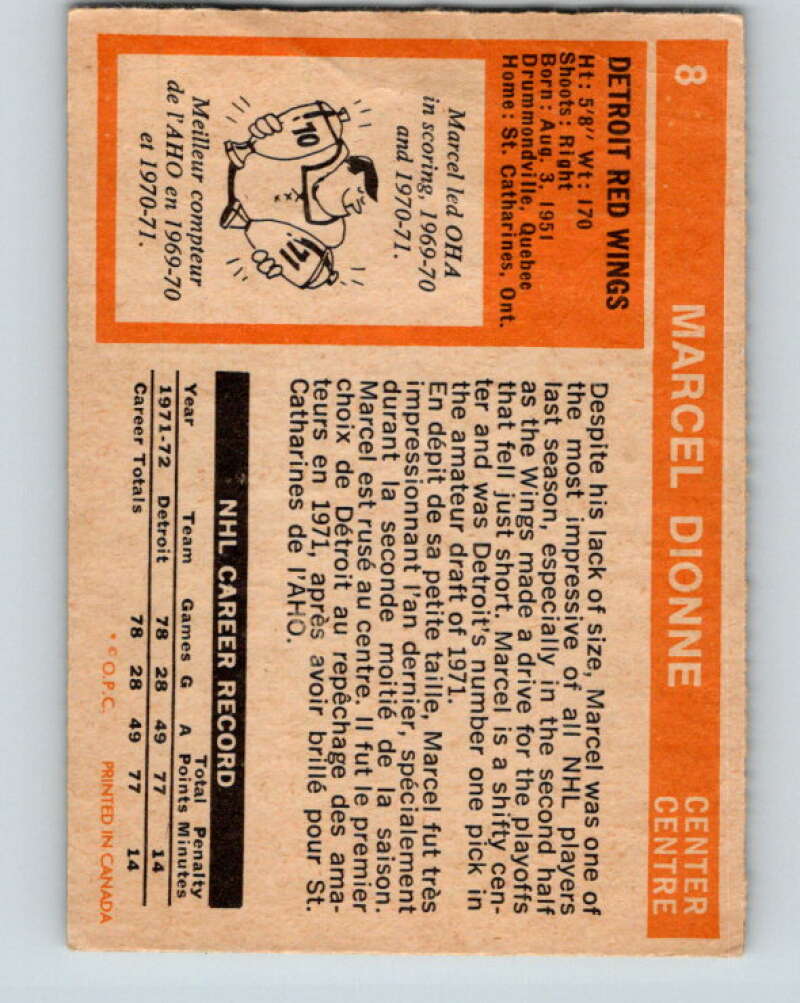 8
MARCEL DIONNE
CENTER
CENTRE
DETROIT RED WINGS
Ht: 5'8" Wt: 170
Shoots: Right
Born: Aug. 3, 1951
Drummondville, Quebec
Home: St. Catharines, Ont.
Marcel led OHA
in scoring, 1969-70
and 1970-71.
10
71
Meilleur compteur
de l'AHO en 1969-70
et 1970-71.
Despite his lack of size, Marcel was one of
the most impressive of all NHL players
last season, especially in the second half
as the Wings made a drive for the playoffs
that fell just short. Marcel is a shifty cen-
ter and was Detroit's number one pick in
the amateur draft of 1971.
En dépit de sa petite taille, Marcel fut très
impressionnant l'an dernier, spécialement
durant la seconde moitié de la saison.
Marcel est rusé au centre. Il fut le premier
choix de Détroit au repêchage des ama-
teurs en 1971, après avoir brillé pour St.
Catharines de l'AHO.
NHL CAREER RECORD
Total Penalty
Year Team Games G A Points Minutes
1971-72 Detroit 78 28 49 77 14
Career Totals 78 28 49 77 14
* © O.P.C. PRINTED IN CANADA